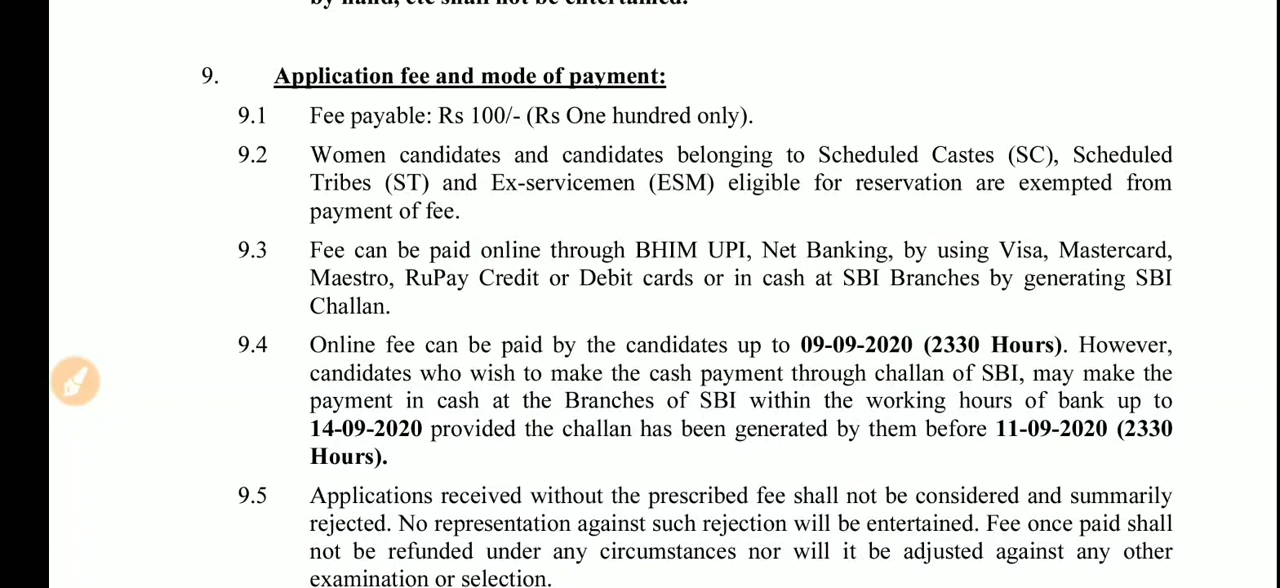 by hand, etc shall not be entertained.
9. Application fee and mode of payment:
9.1 Fee payable: Rs 100/- (Rs One hundred only).
9.2 Women candidates and candidates belonging to Scheduled Castes (SC), Scheduled
Tribes (ST) and Ex-servicemen (ESM) eligible for reservation are exempted from
payment of fee.
9.3 Fee can be paid online through BHIM UPI, Net Banking, by using Visa, Mastercard,
Maestro, RuPay Credit or Debit cards or in cash at SBI Branches by generating SBI
Challan.
9.4 Online fee can be paid by the candidates up to 09-09-2020 (2330 Hours). However,
candidates who wish to make the cash payment through challan of SBI, may make the
payment in cash at the Branches of SBI within the working hours of bank up to
14-09-2020 provided the challan has been generated by them before 11-09-2020 (2330
Hours).
9.5 Applications received without the prescribed fee shall not be considered and summarily
rejected. No representation against such rejection will be entertained. Fee once paid shall
not be refunded under any circumstances nor will it be adjusted against any other
examination or selection.